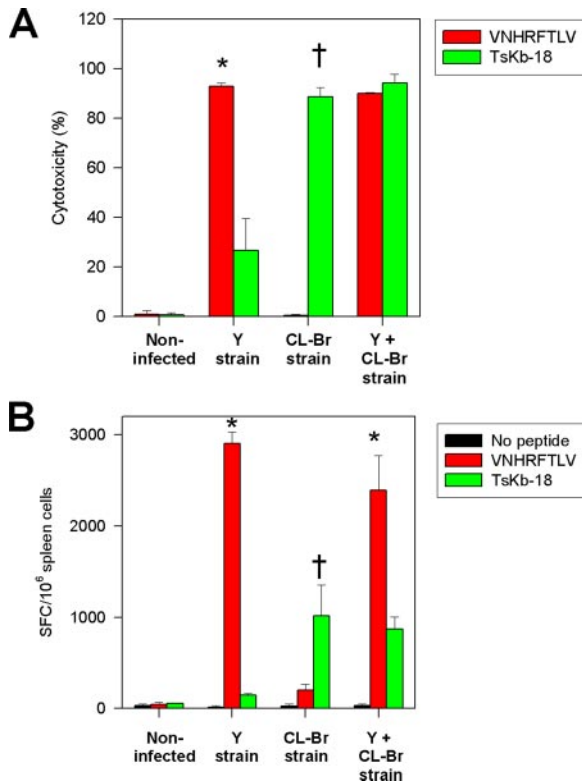 A
VNHRFTLV
TsKb-18
Cytotoxicity (%)
120
100
80
60
40
20
0
*
†
Non-
infected
Y
strain
CL-Br
strain
Y +
CL-Br
strain
B
No peptide
VNHRFTLV
TsKb-18
SFC/10⁶ spleen cells
3000
2000
1000
0
*
†
*
Non-
infected
Y
strain
CL-Br
strain
Y +
CL-Br
strain